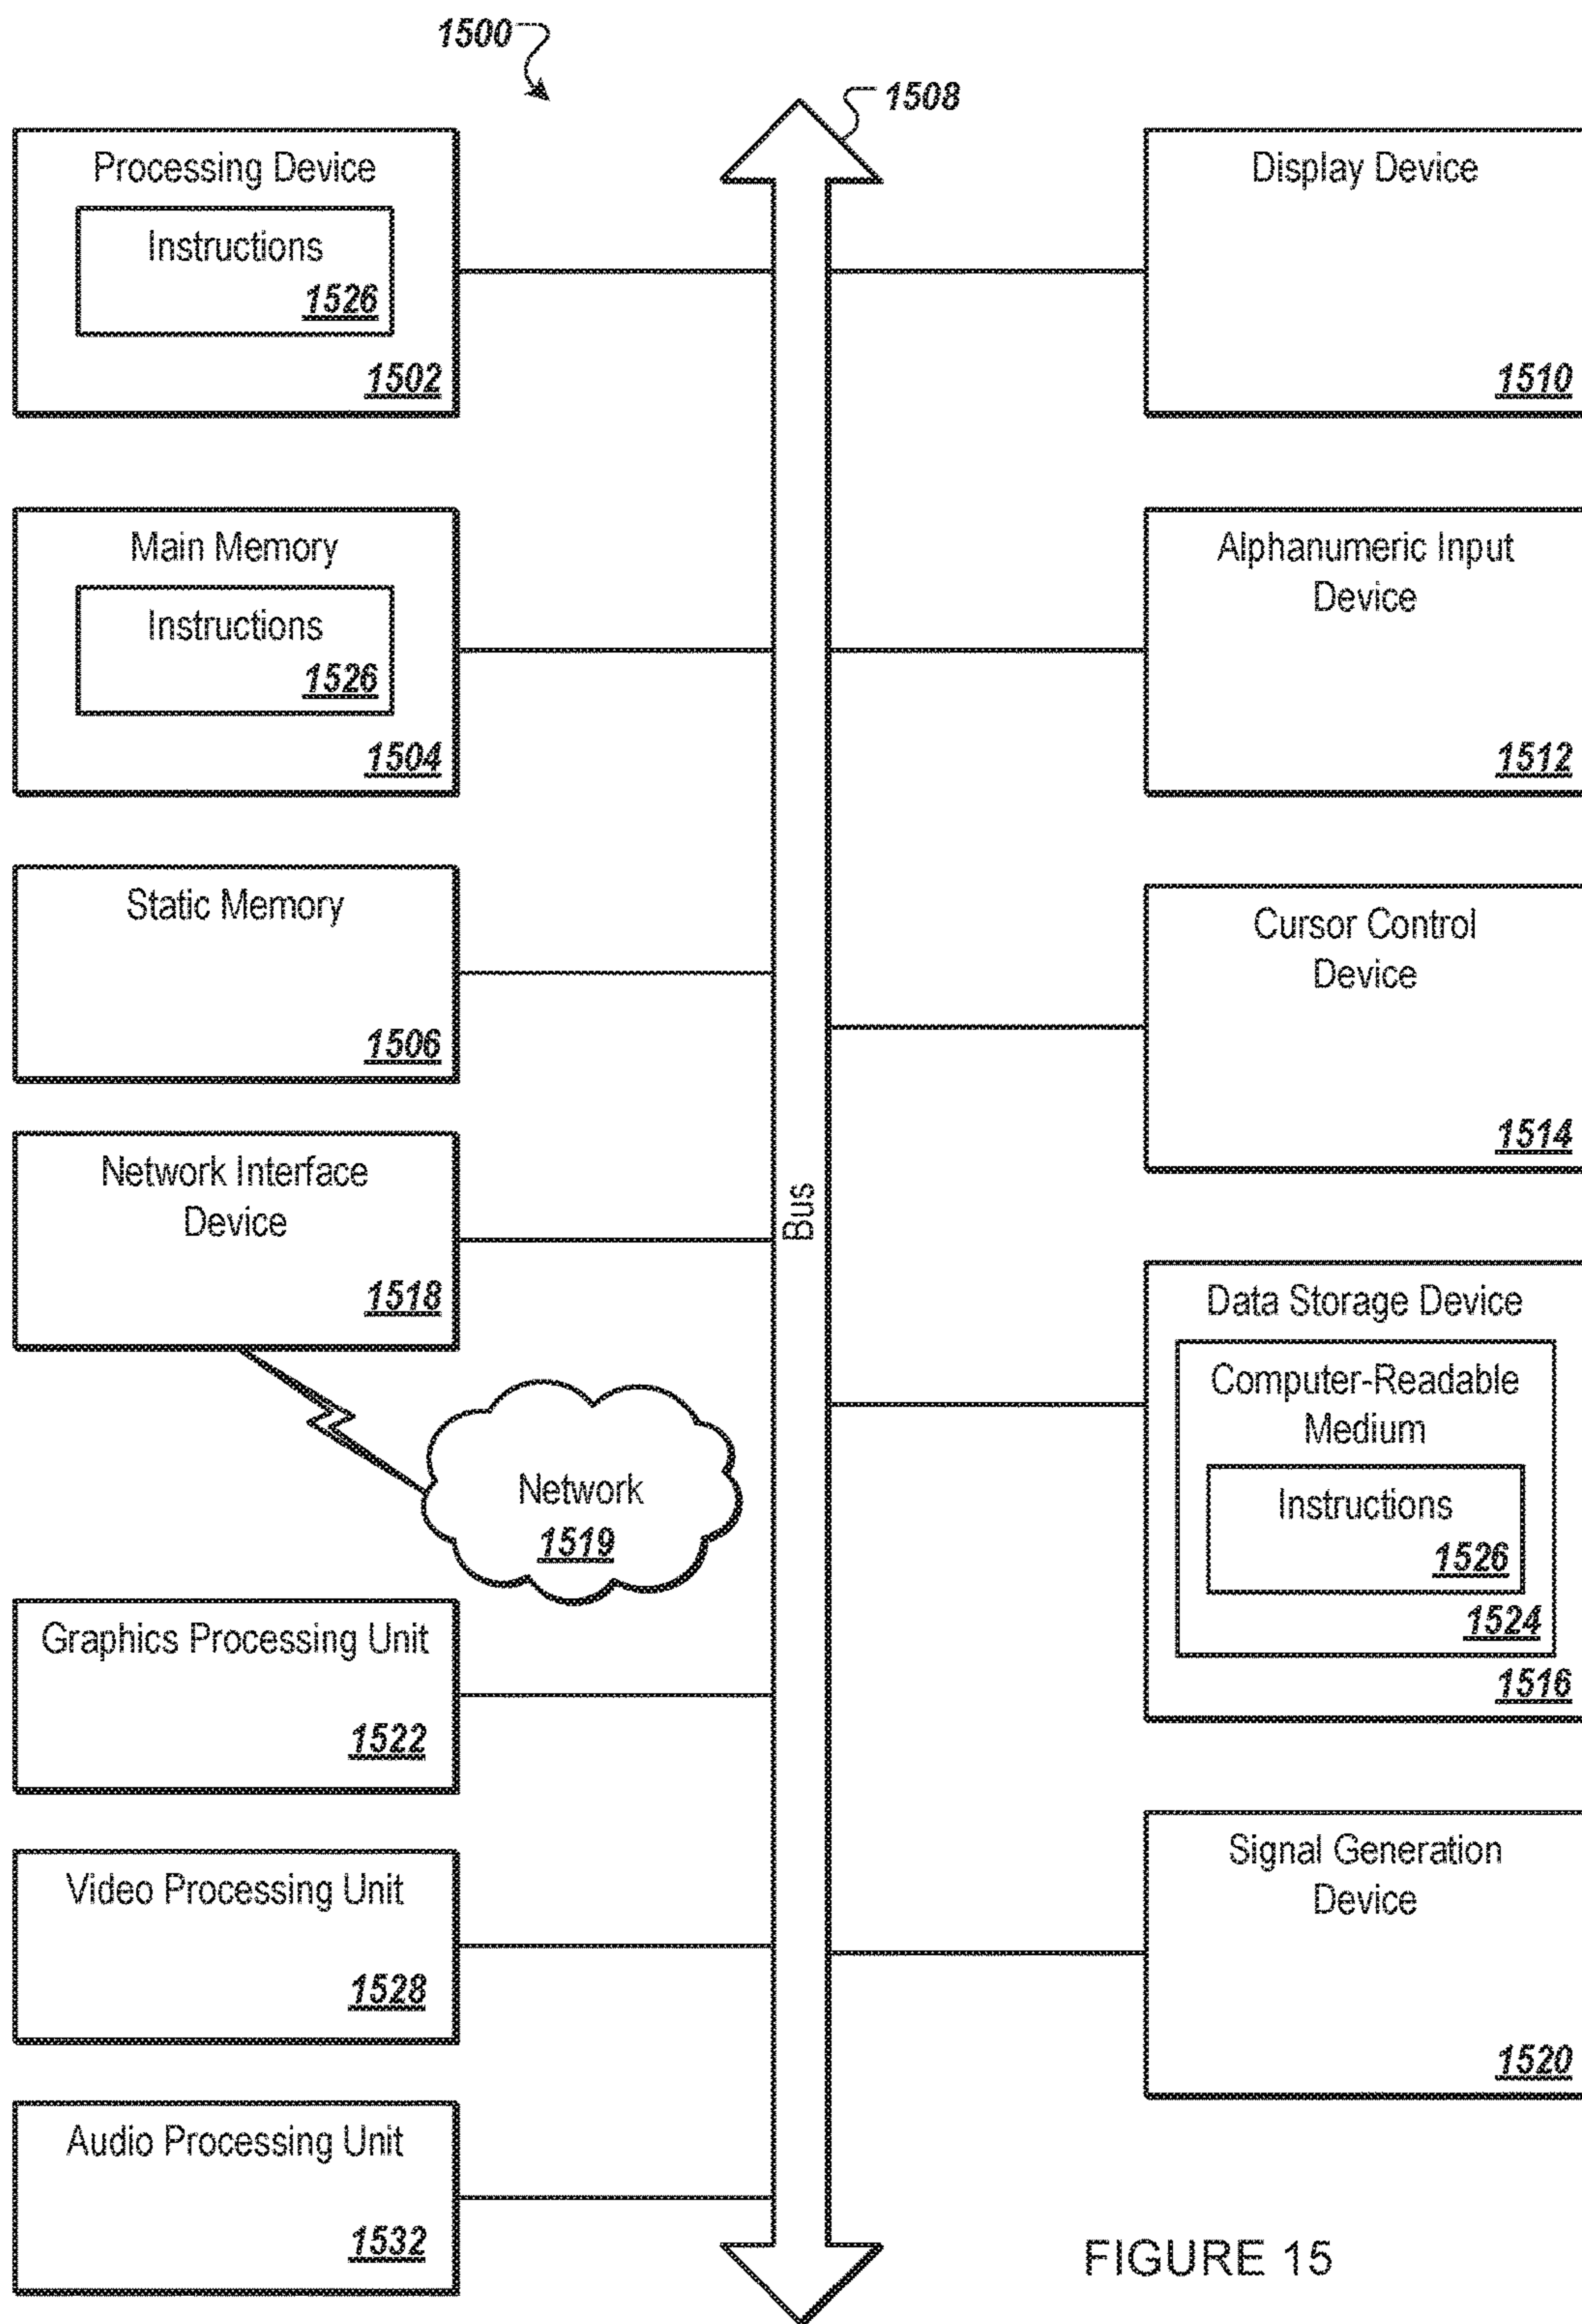 1500
1508
Processing Device
Instructions
1526
1502
Main Memory
Instructions
1526
1504
Static Memory
1506
Network Interface
Device
1518
Network
1519
Graphics Processing Unit
1522
Video Processing Unit
1528
Audio Processing Unit
1532
Bus
Display Device
1510
Alphanumeric Input
Device
1512
Cursor Control
Device
1514
Data Storage Device
Computer-Readable
Medium
Instructions
1526
1524
1516
Signal Generation
Device
1520
FIGURE 15